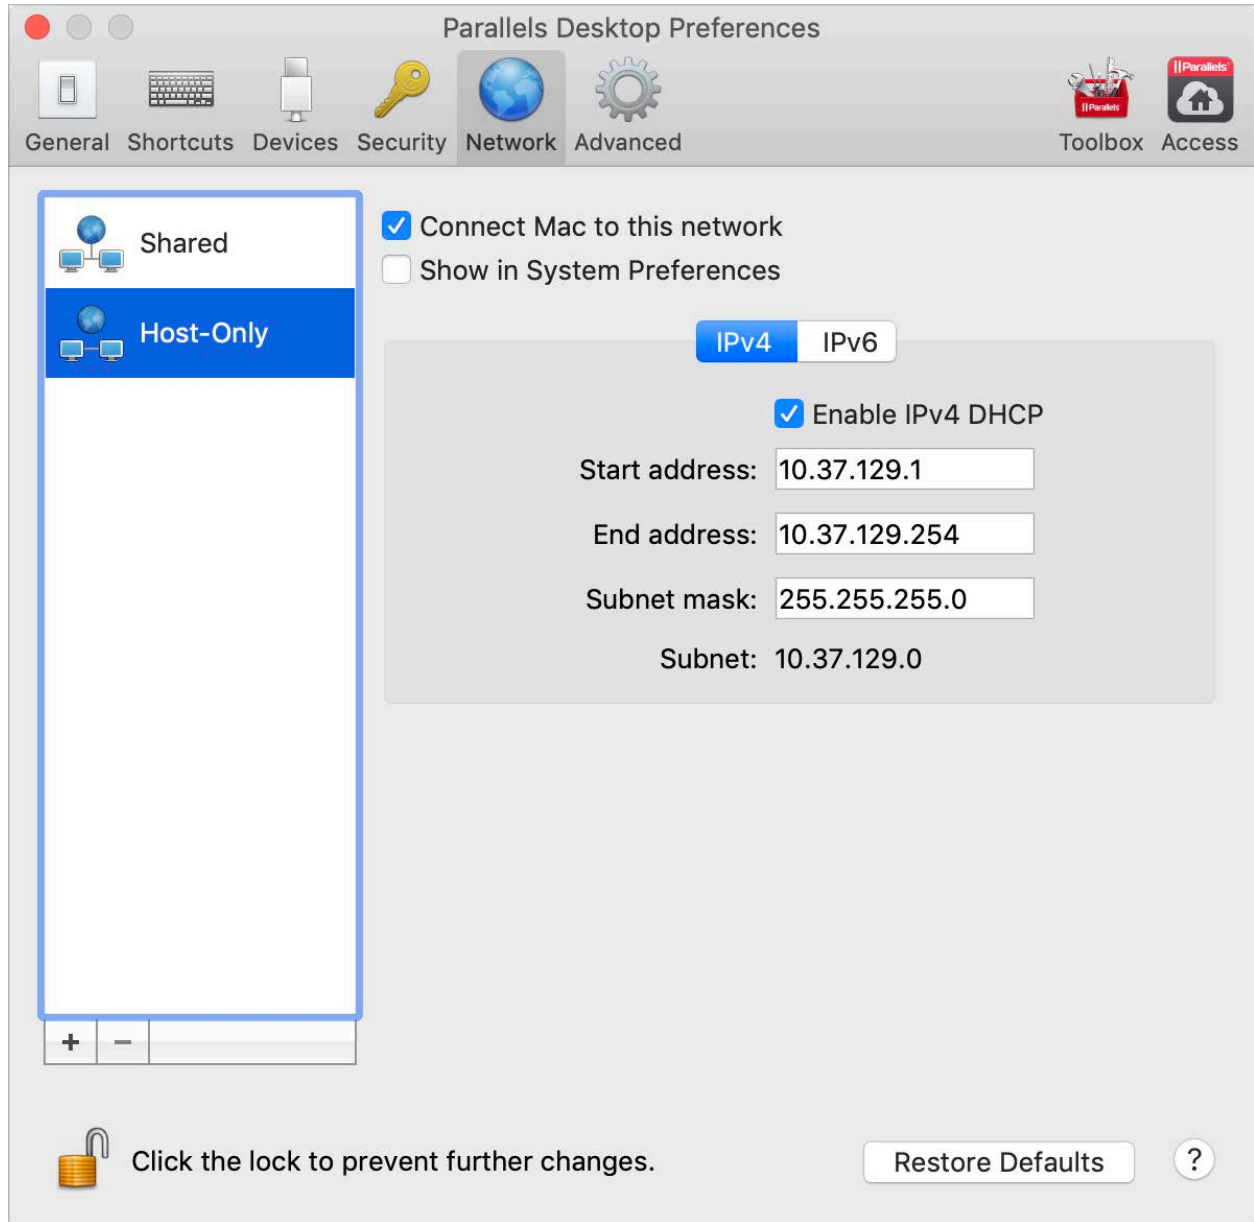 Parallels Desktop Preferences
|| Parallels
|| Parallels
General Shortcuts Devices Security Network Advanced Toolbox Access
Shared
Host-Only
Connect Mac to this network
Show in System Preferences
IPv4 IPv6
Enable IPv4 DHCP
Start address: 10.37.129.1
End address: 10.37.129.254
Subnet mask: 255.255.255.0
Subnet: 10.37.129.0
+ −
Click the lock to prevent further changes. Restore Defaults ?